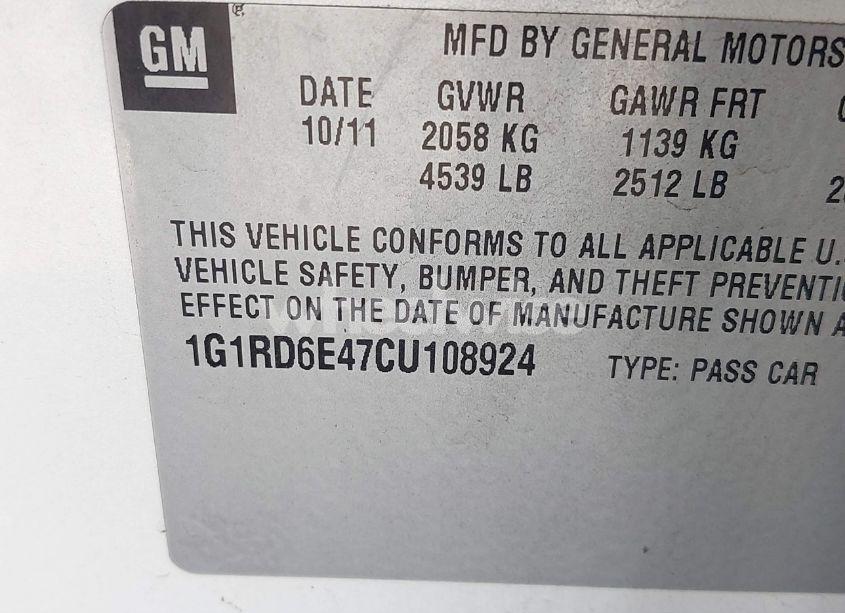 GM
MFD BY GENERAL MOTORS
DATE GVWR GAWR FRT
10/11 2058 KG 1139 KG
4539 LB 2512 LB
THIS VEHICLE CONFORMS TO ALL APPLICABLE U.
VEHICLE SAFETY, BUMPER, AND THEFT
EFFECT ON THE DATE OF MANUFACTURE SHOWN
1G1RD6E47CU108924 TYPE: PASS CAR